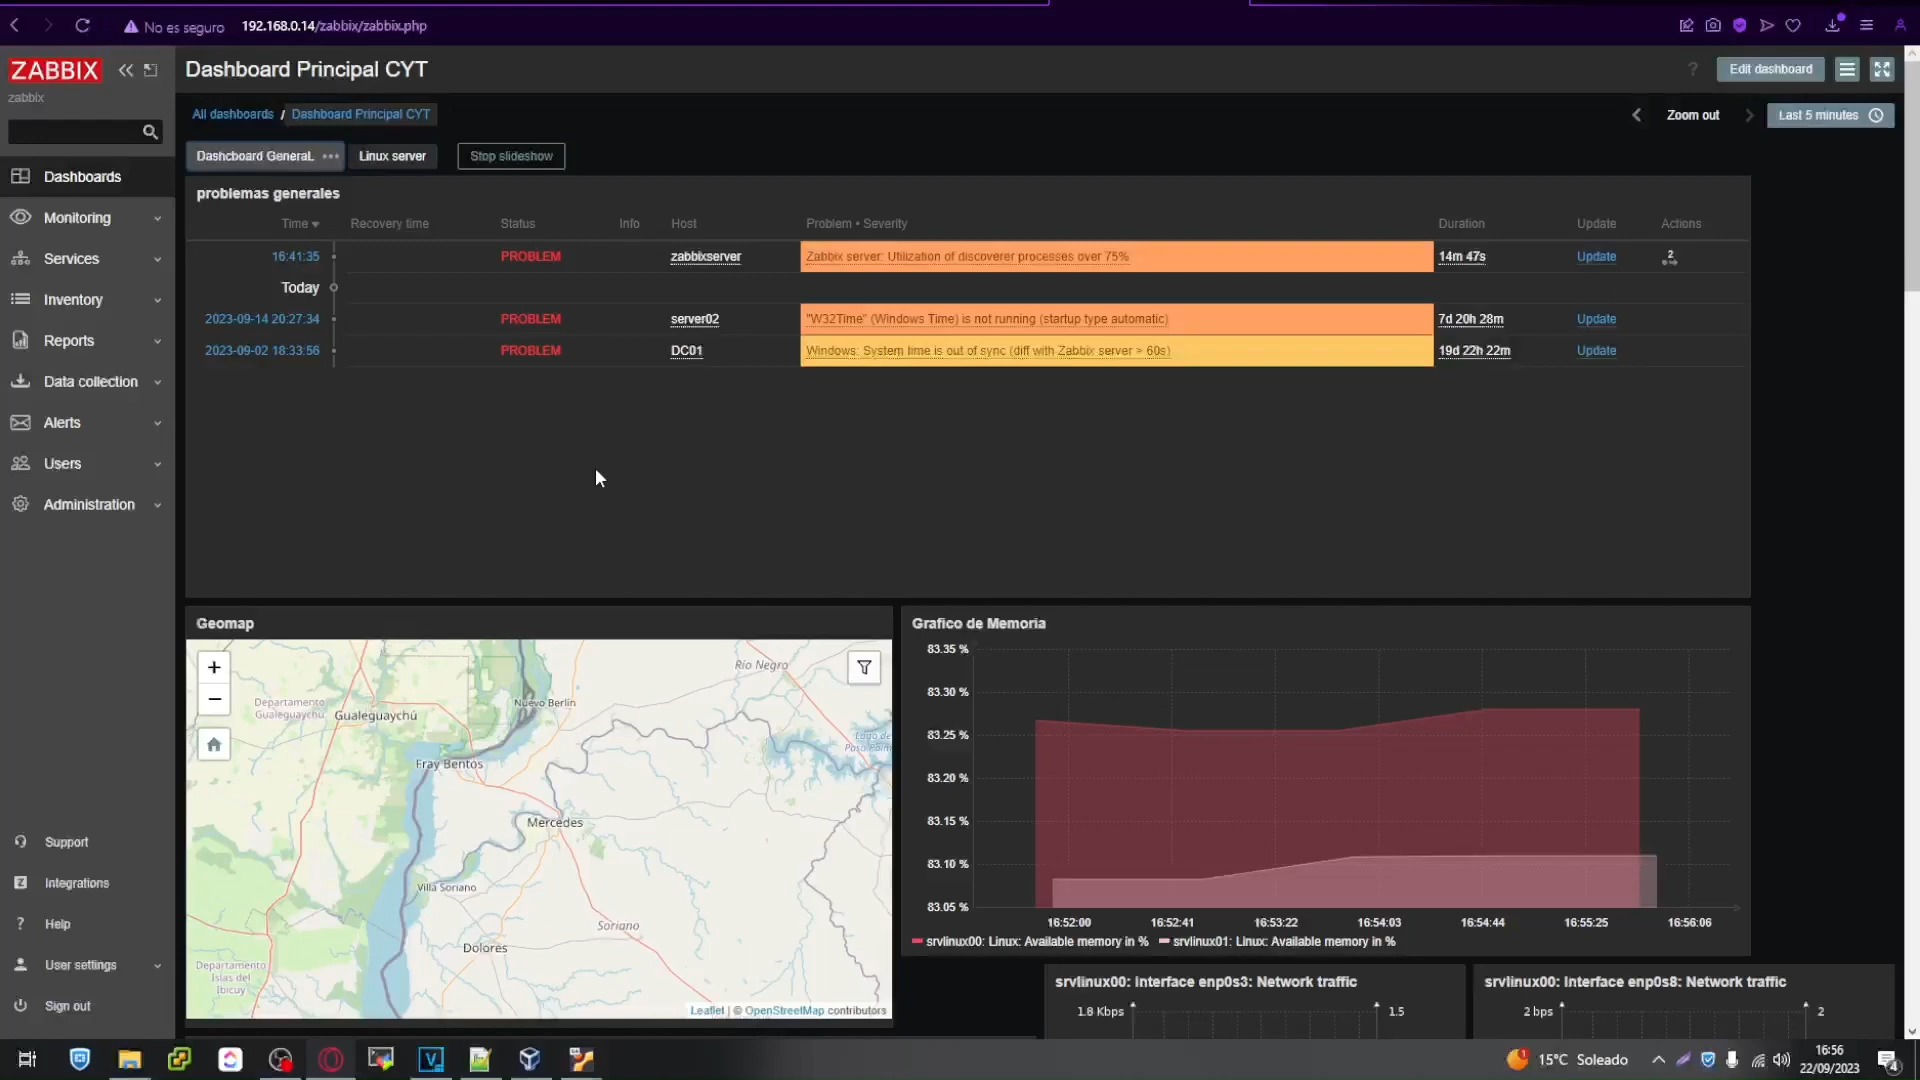 No es seguro 192.168.0.14/zabbix/zabbix.php
ZABBIX
zabbix
Dashboards
Monitoring
Services
Inventory
Reports
Data collection
Alerts
Users
Administration
Support
Integrations
Help
User settings
Sign out
Dashboard Principal CYT
? Edit dashboard
All dashboards / Dashboard Principal CYT
Zoom out
Last 5 minutes
Dashcboard General. Linux server Stop slideshow
problemas generales
Time Recovery time Status Info Host Problem • Severity Duration Update Actions
16:41:35 PROBLEM zabbixserver Zabbix server: Utilization of discoverer processes over 75% 14m 47s Update 2
Today
2023-09-14 20:27:34 PROBLEM server02 "W32Time" (Windows Time) is not running (startup type automatic) 7d 20h 28m Update
2023-09-02 18:33:56 PROBLEM DC01 Windows: System time is out of sync (diff with Zabbix server > 60s) 19d 22h 22m Update
Geomap
+
−
Río Negro
Nuevo Berlín
Departamento
Gualeguaychú
Gualeguaychú
Lago de
Fray Bentos
Mercedes
Villa Soriano
Soriano
Dolores
Departamento
Islas del
Ibicuy
Leaflet | © OpenStreetMap contributors
Grafico de Memoria
83.35 %
83.30 %
83.25 %
83.20 %
83.15 %
83.10 %
83.05 %
16:52:00 16:52:41 16:53:22 16:54:03 16:54:44 16:55:25 16:56:06
srvlinux00: Linux: Available memory in % srvlinux01: Linux: Available memory in %
srvlinux00: Interface enp0s3: Network traffic
1.8 Kbps 1.5
srvlinux00: Interface enp0s8: Network traffic
2 bps 2
15°C Soleado
16:56
22/09/2023
4